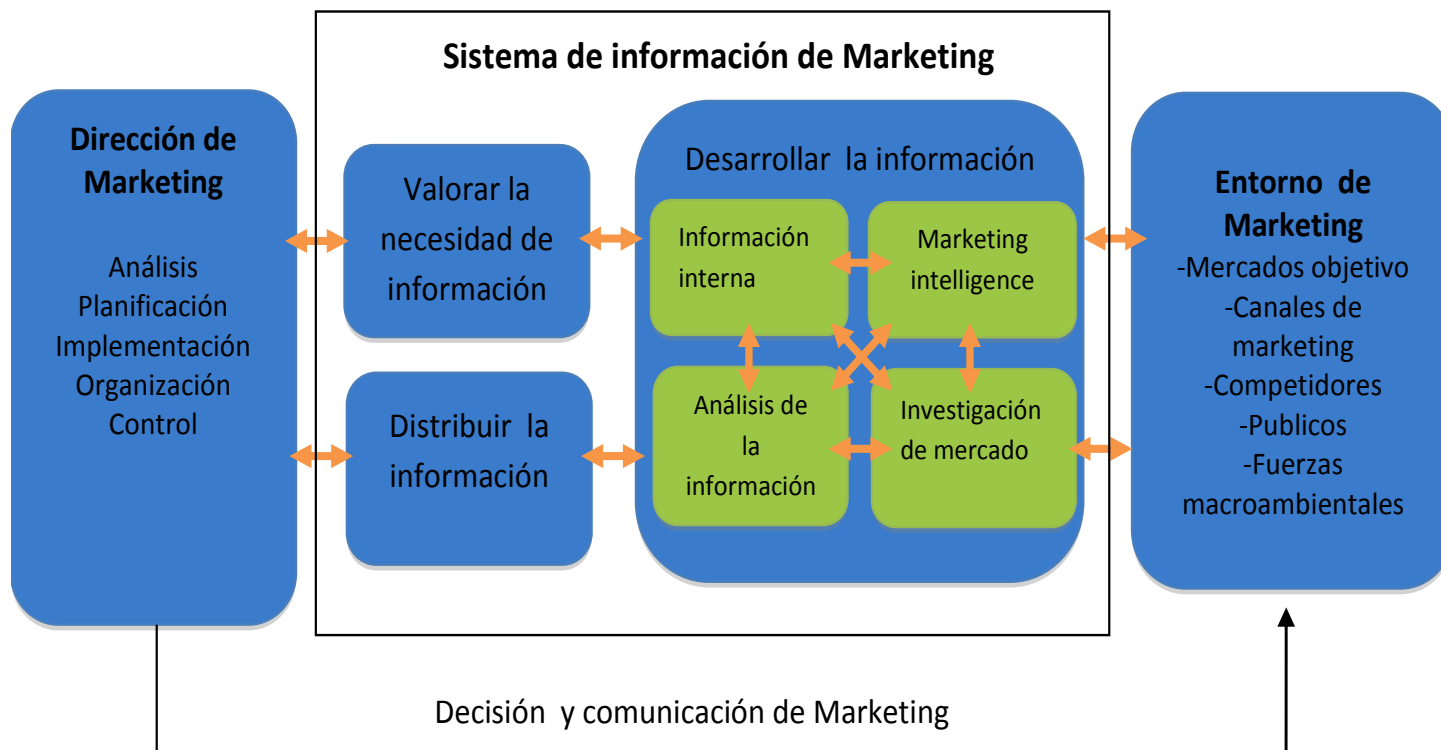 Sistema de información de Marketing
Dirección de
Marketing
Análisis
Planificación
Implementación
Organización
Control
Valorar la
necesidad de
información
Distribuir la
información
Desarrollar la información
Información
interna
Marketing
intelligence
Análisis de
la
información
Investigación
de mercado
Entorno de
Marketing
-Mercados objetivo
-Canales de
marketing
-Competidores
-Publicos
-Fuerzas
macroambientales
Decisión y comunicación de Marketing